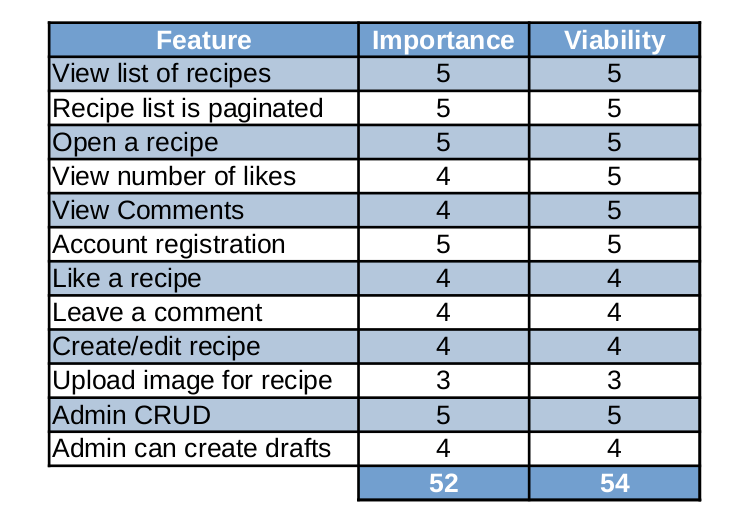 Feature Importance Viability
View list of recipes 5 5
Recipe list is paginated 5 5
Open a recipe 5 5
View number of likes 4 5
View Comments 4 5
Account registration 5 5
Like a recipe 4 4
Leave a comment 4 4
Create/edit recipe 4 4
Upload image for recipe 3 3
Admin CRUD 5 5
Admin can create drafts 4 4
52 54